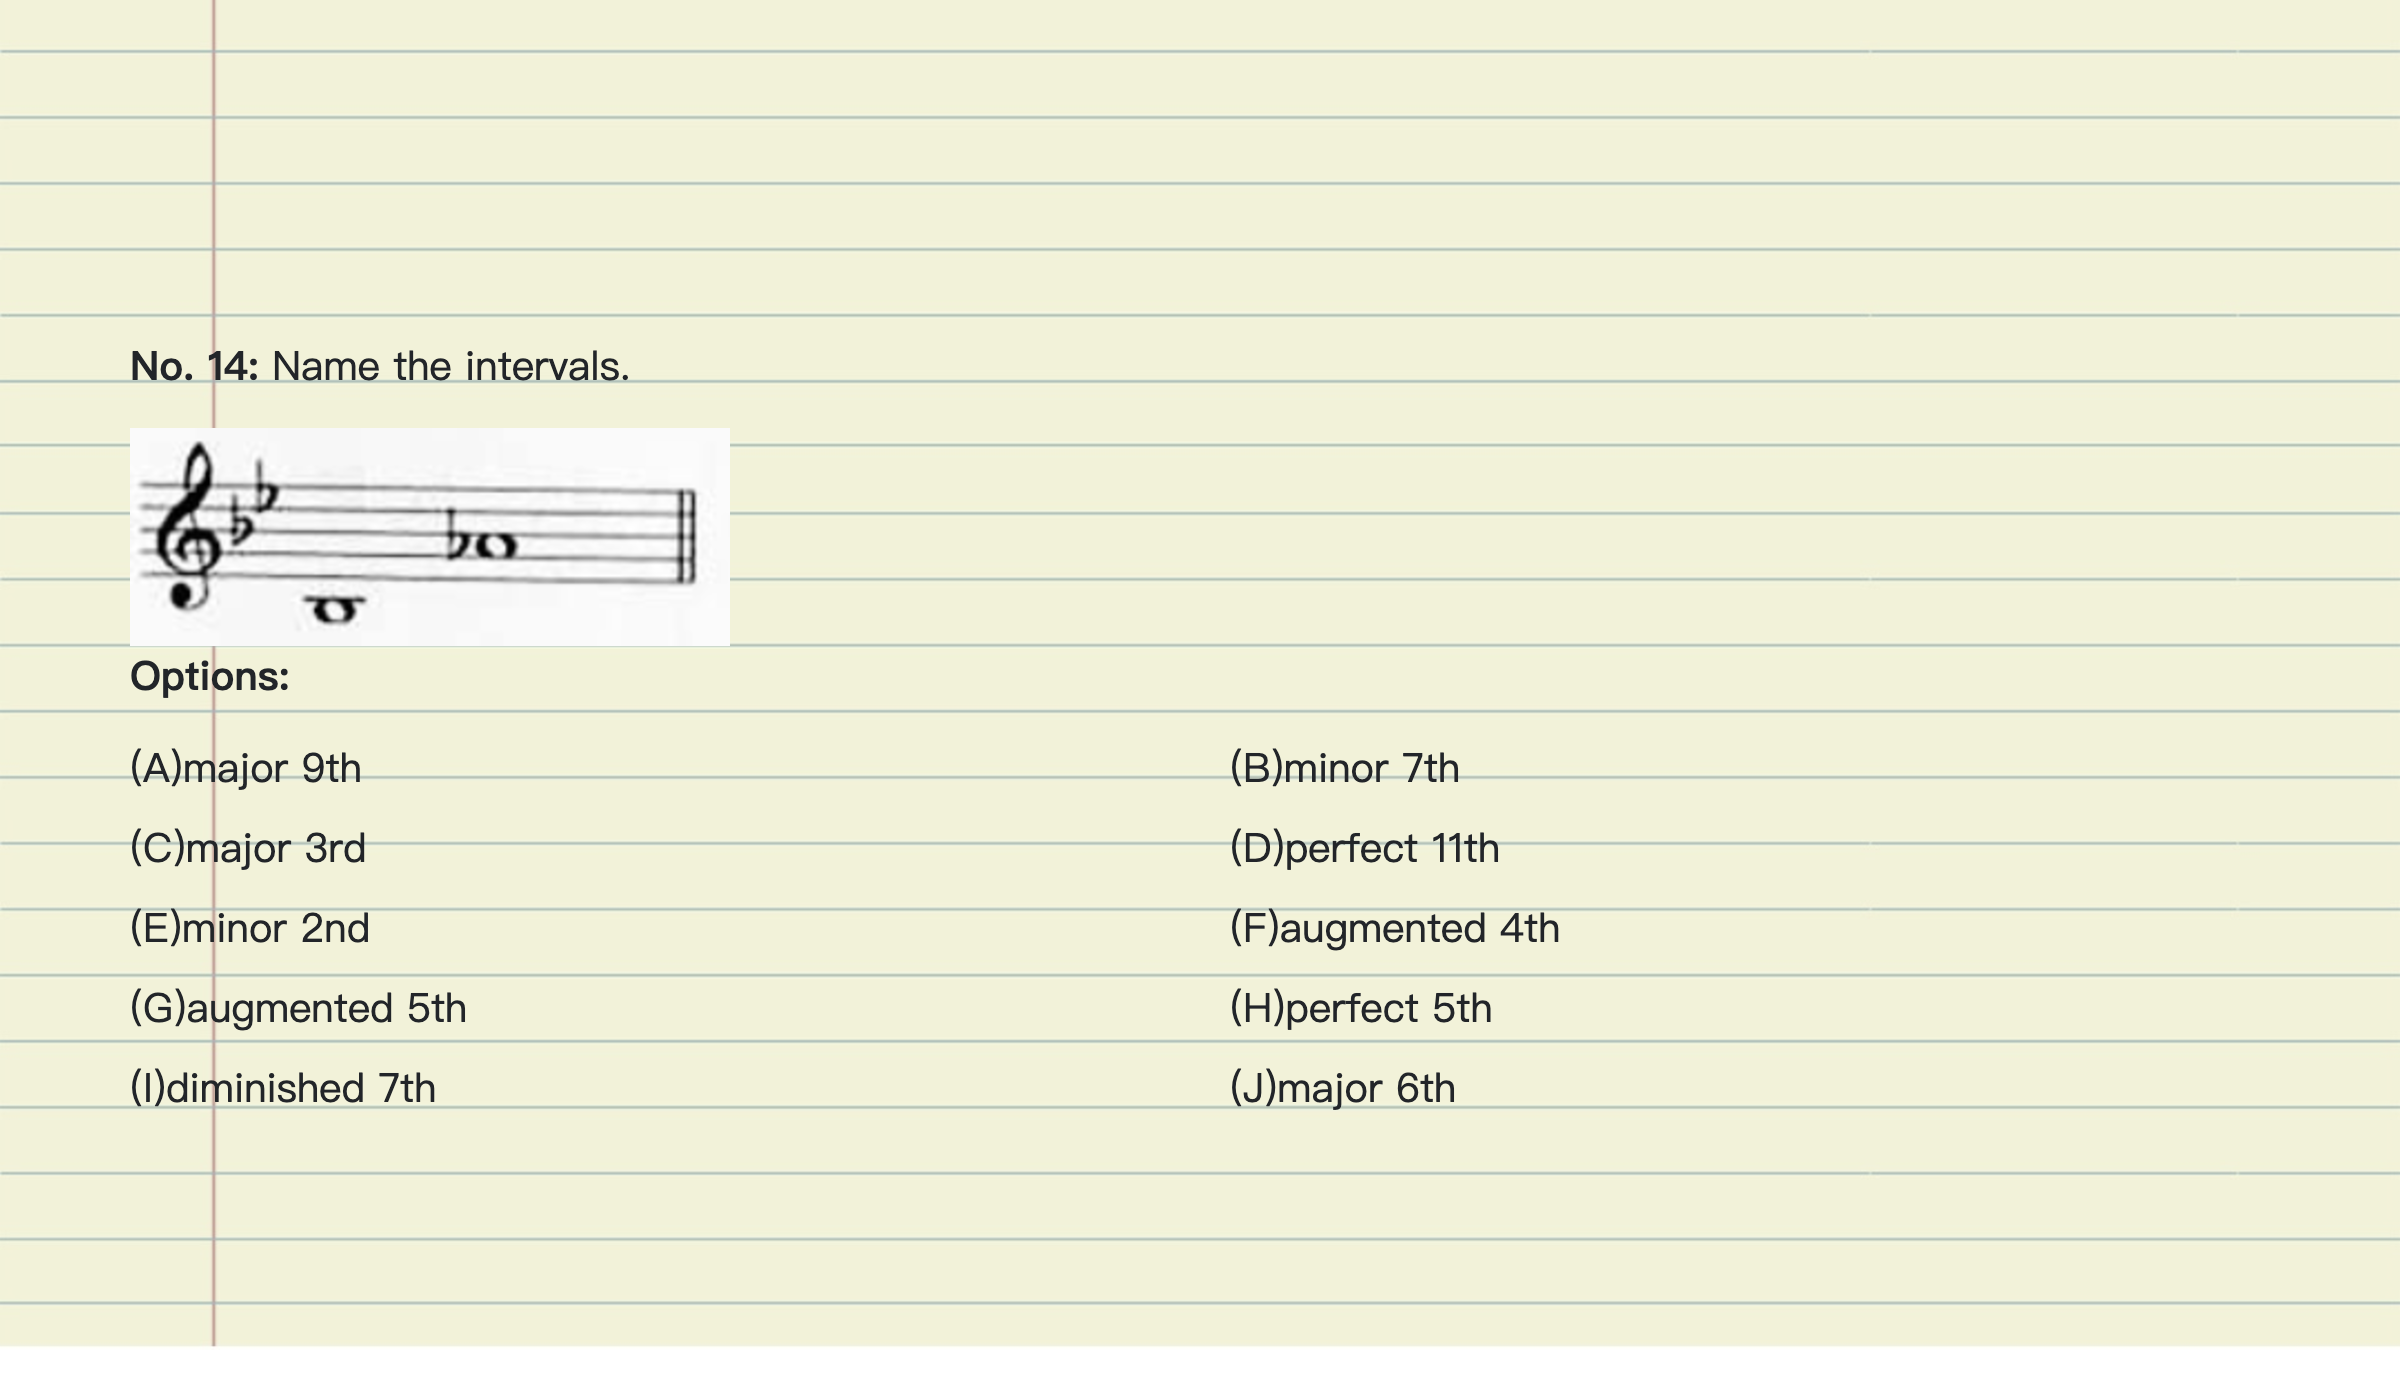 No. 14: Name the intervals.
Options:
(A)major 9th
(B)minor 7th
(C)major 3rd
(D)perfect 11th
(E)minor 2nd
(F)augmented 4th
(G)augmented 5th
(H)perfect 5th
(I)diminished 7th
(J)major 6th